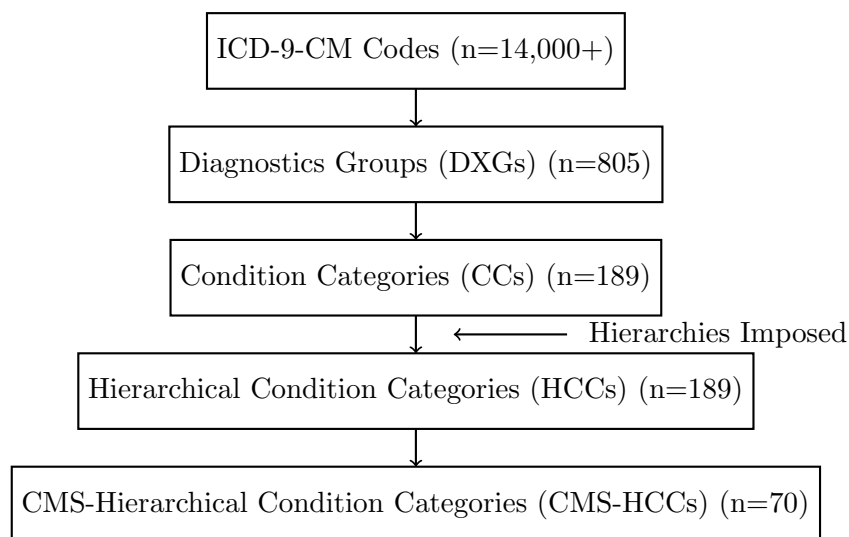 ICD-9-CM Codes (n=14,000+)
Diagnostics Groups (DXGs) (n=805)
Condition Categories (CCs) (n=189)
Hierarchies Imposed
Hierarchical Condition Categories (HCCs) (n=189)
CMS-Hierarchical Condition Categories (CMS-HCCs) (n=70)